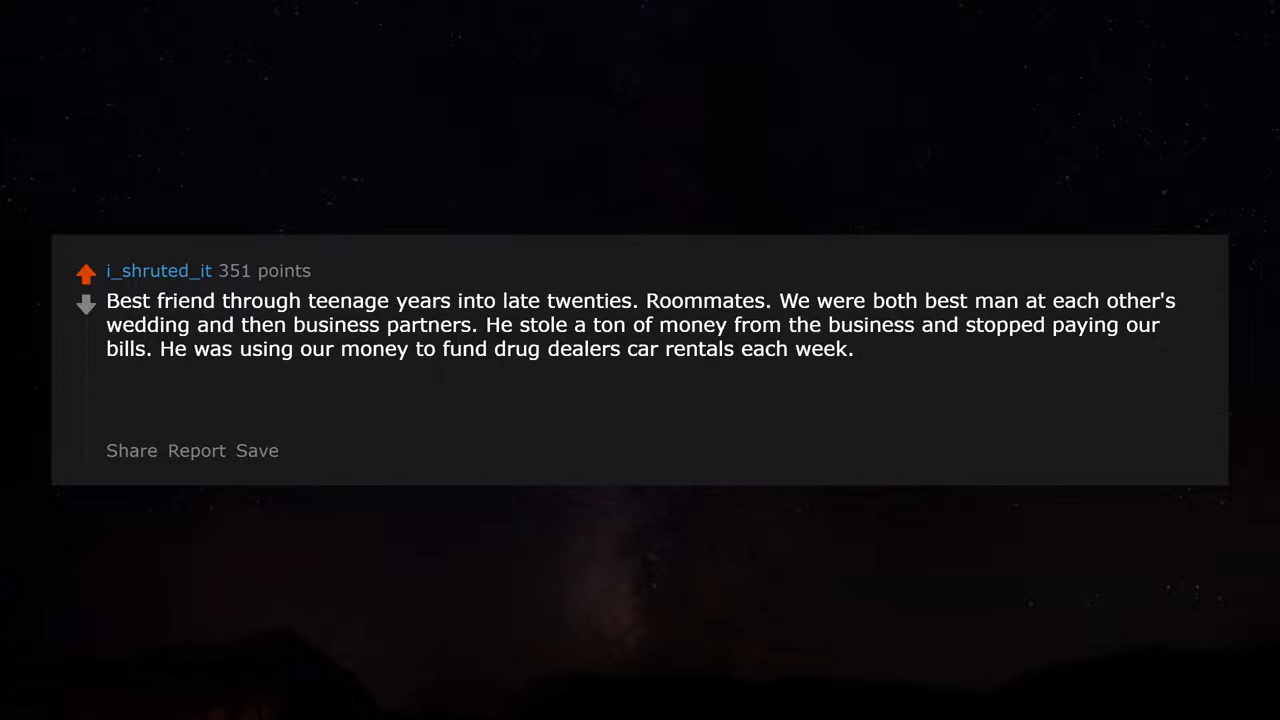 i_shruted_it 351 points
Best friend through teenage years into late twenties. Roommates. We were both best man at each other's
wedding and then business partners. He stole a ton of money from the business and stopped paying our
bills. He was using our money to fund drug dealers car rentals each week.
Share Report Save